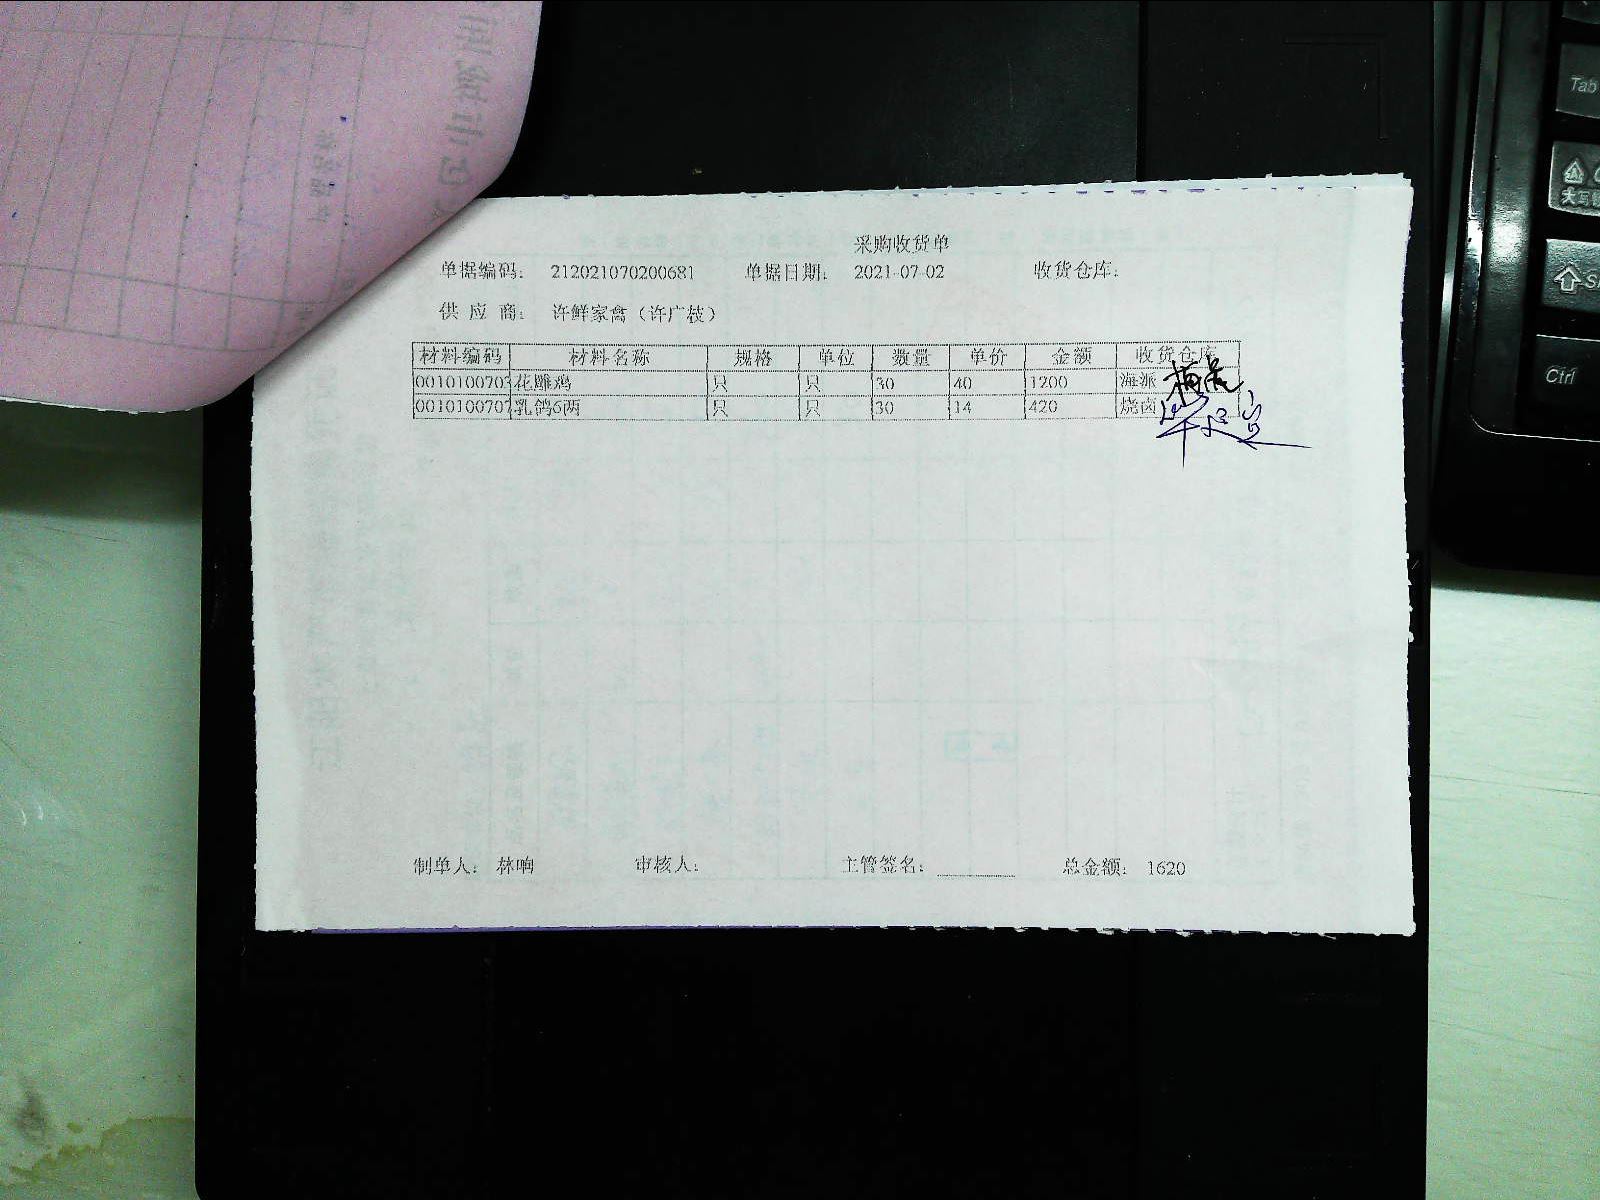 采购收货单
单据编码: 212021070200681 单据日期: 2021-07-02 收货仓库:
供 应 商: 许鲜家禽(许广枝)
材料编码 材料名称 规格 单位 数量 单价 金额 收货仓库
0010100703 花雕鸡 只 只 30 40 1200 海派
0010100707 乳鸽6两 只 只 30 14 420 烧卤
制单人: 林响 审核人: 主管签名: 总金额: 1620
Tab
Ctrl